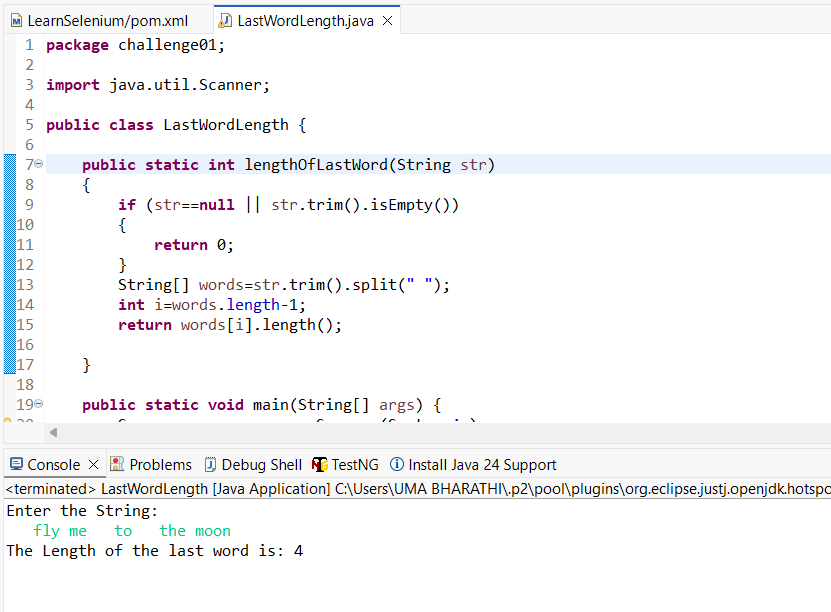 LearnSelenium/pom.xml LastWordLength.java
1 package challenge01;
2
3 import java.util.Scanner;
4
5 public class LastWordLength {
6
7 public static int lengthOfLastWord(String str)
8 {
9 if (str==null || str.trim().isEmpty())
10 {
11 return 0;
12 }
13 String[] words=str.trim().split(" ");
14 int i=words.length-1;
15 return words[i].length();
16
17 }
18
19 public static void main(String[] args) {
Console Problems Debug Shell TestNG Install Java 24 Support
<terminated> LastWordLength [Java Application] C:\Users\UMA BHARATHI\.p2\pool\plugins\org.eclipse.justj.openjdk.hotspo
Enter the String:
   fly me   to   the moon
The Length of the last word is: 4